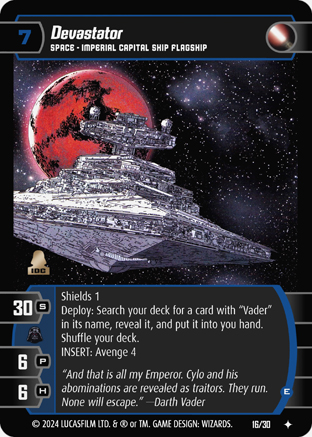 7
Devastator
SPACE - IMPERIAL CAPITAL SHIP FLAGSHIP
IDC
30 S
Shields 1
Deploy: Search your deck for a card with “Vader”
in its name, reveal it, and put it into you hand.
Shuffle your deck.
INSERT: Avenge 4
6 P
“And that is all my Emperor. Cylo and his
abominations are revealed as traitors. They run.
None will escape.” —Darth Vader
6 H
E
© 2024 LUCASFILM LTD. & ® or TM. GAME DESIGN: WIZARDS.
16/30